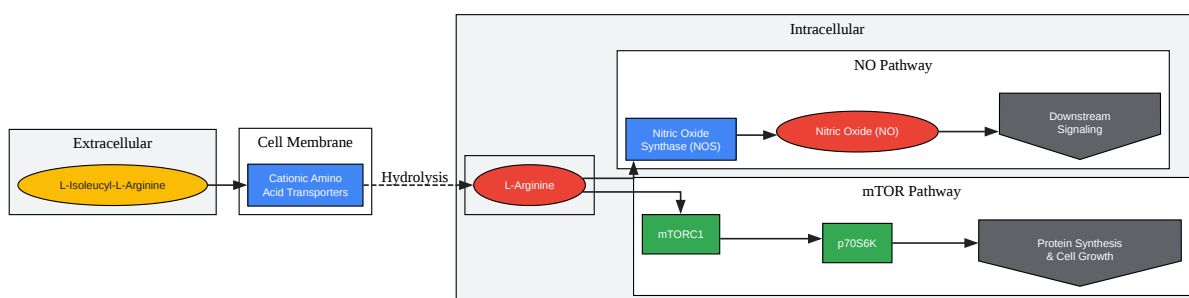 Intracellular
NO Pathway
Extracellular
Cell Membrane
L-Isoleucyl-L-Arginine
Cationic Amino
Acid Transporters
Hydrolysis
L-Arginine
Nitric Oxide
Synthase (NOS)
Nitric Oxide (NO)
Downstream
Signaling
mTOR Pathway
mTORC1
p70S6K
Protein Synthesis
& Cell Growth